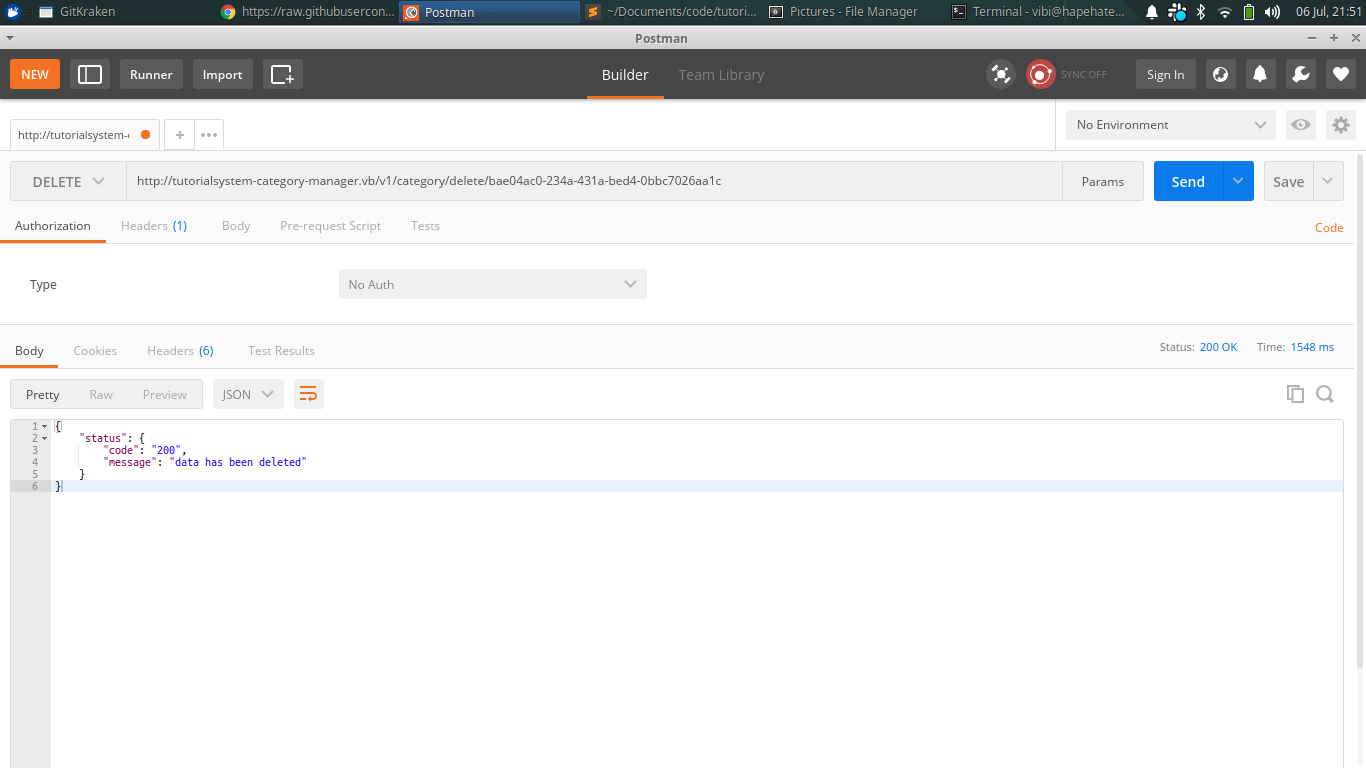 GitKraken https://raw.githubusercon... Postman ~/Documents/code/tutori... Pictures - File Manager Terminal - vibi@hapehate... 06 Jul, 21:51
Postman
NEW Runner Import Builder Team Library SYNC OFF Sign In
http://tutorialsystem- No Environment
DELETE http://tutorialsystem-category-manager.vb/v1/category/delete/bae04ac0-234a-431a-bed4-0bbc7026aa1c Params Send Save
Authorization Headers (1) Body Pre-request Script Tests Code
Type No Auth
Body Cookies Headers (6) Test Results Status: 200 OK Time: 1548 ms
Pretty Raw Preview JSON
1 {
2 "status": {
3 "code": "200",
4 "message": "data has been deleted"
5 }
6 }